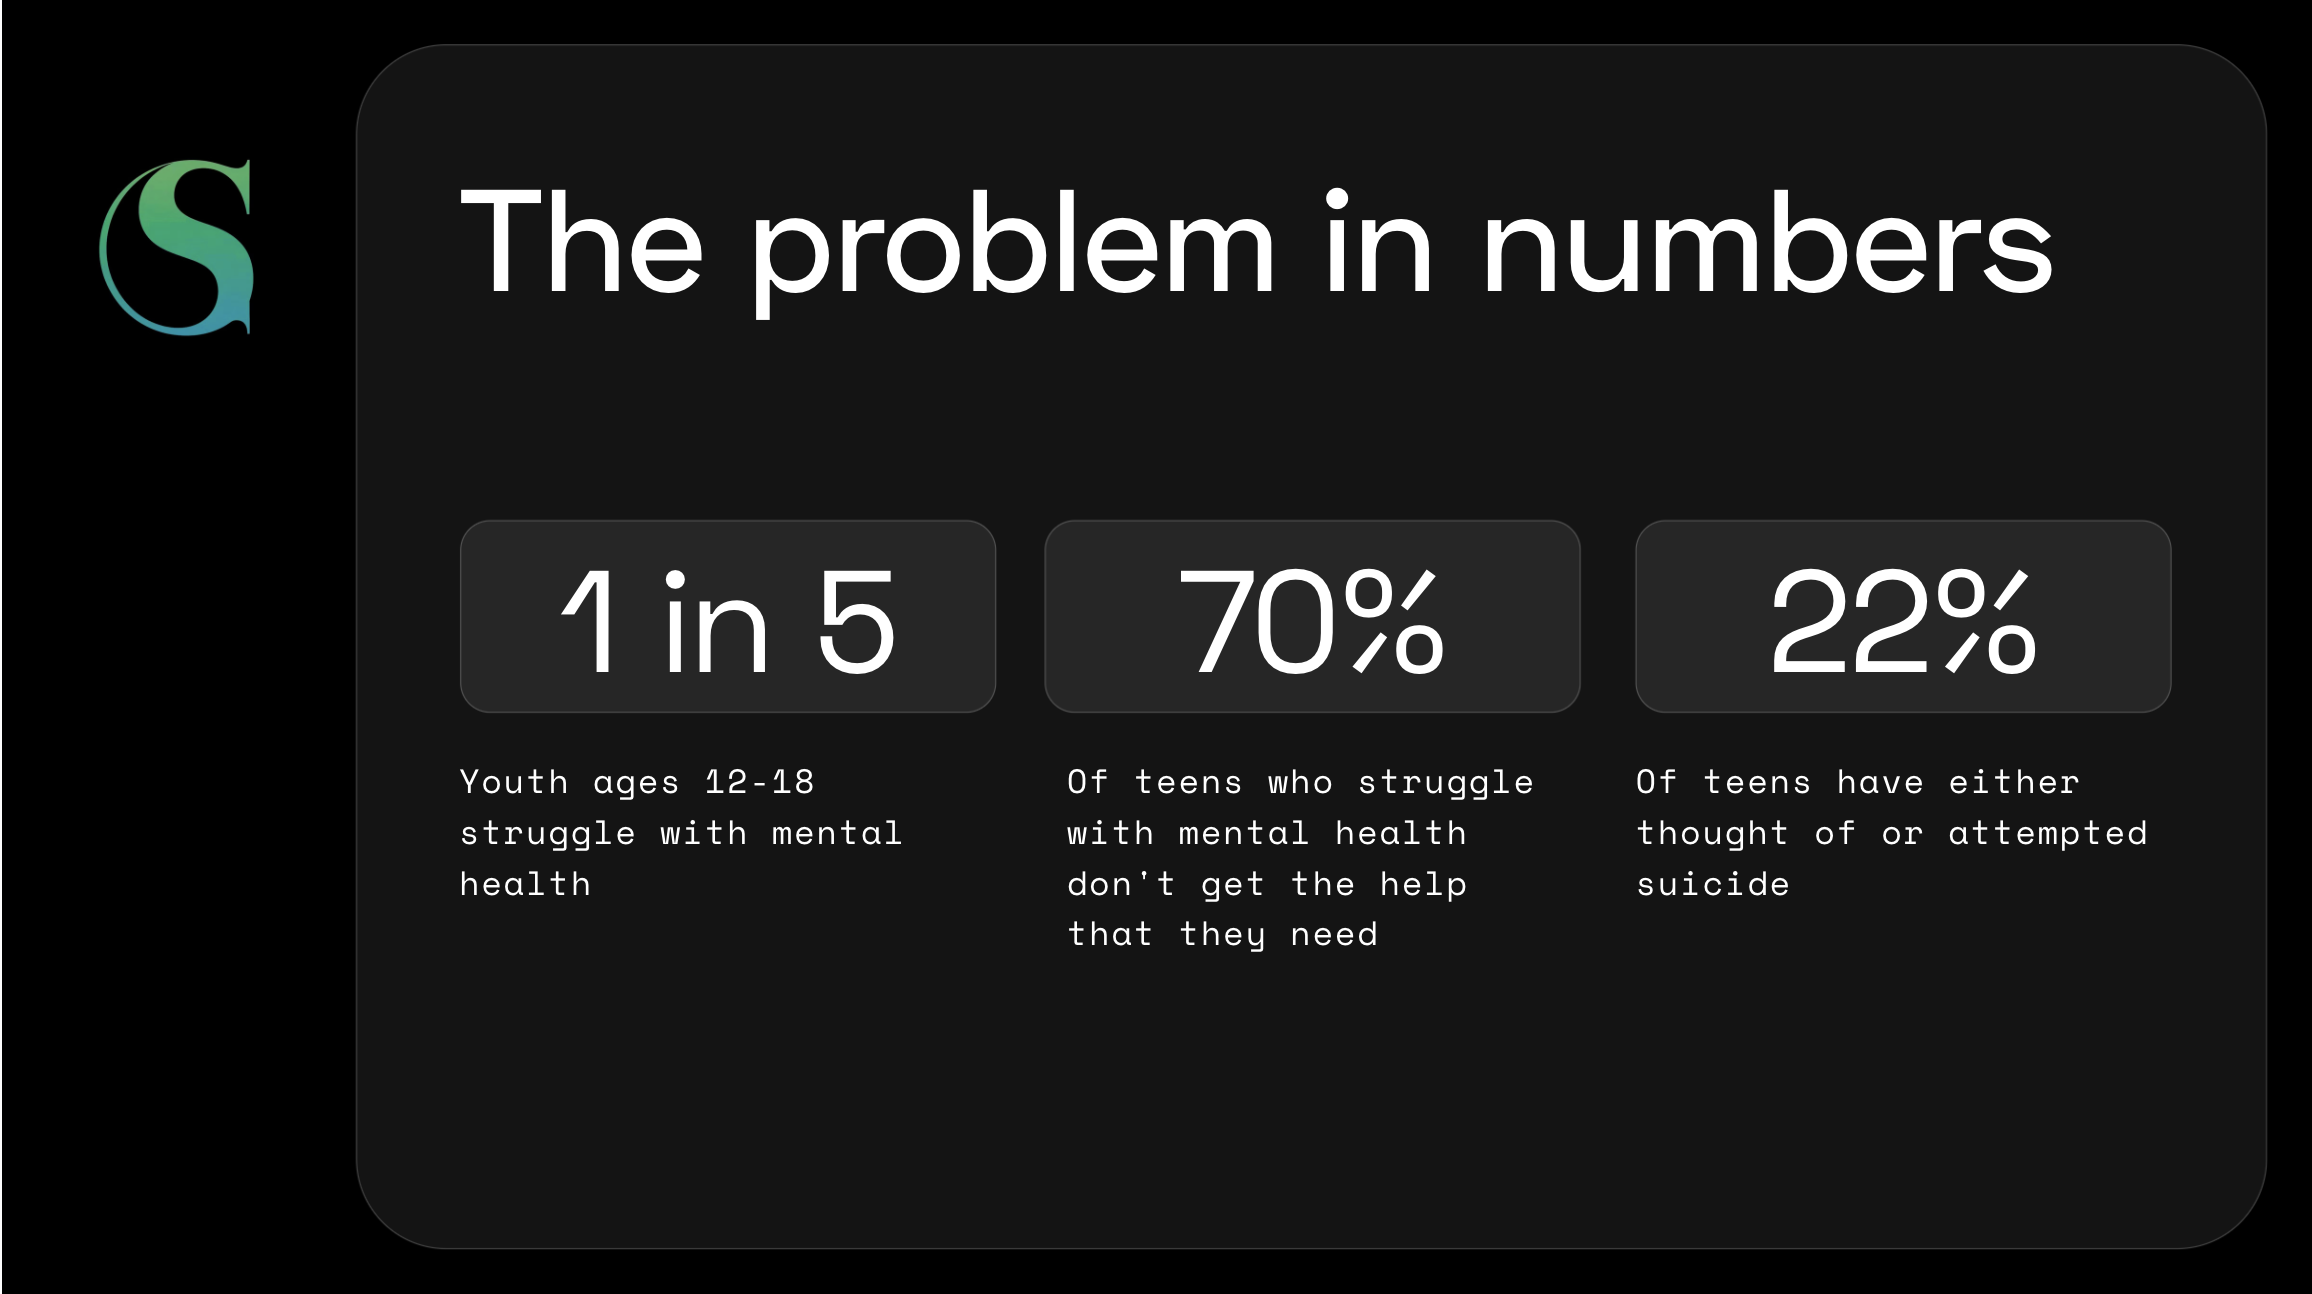 S
The problem in numbers
1 in 5
70%
22%
Youth ages 12-18
struggle with mental
health
Of teens who struggle
with mental health
don't get the help
that they need
Of teens have either
thought of or attempted
suicide